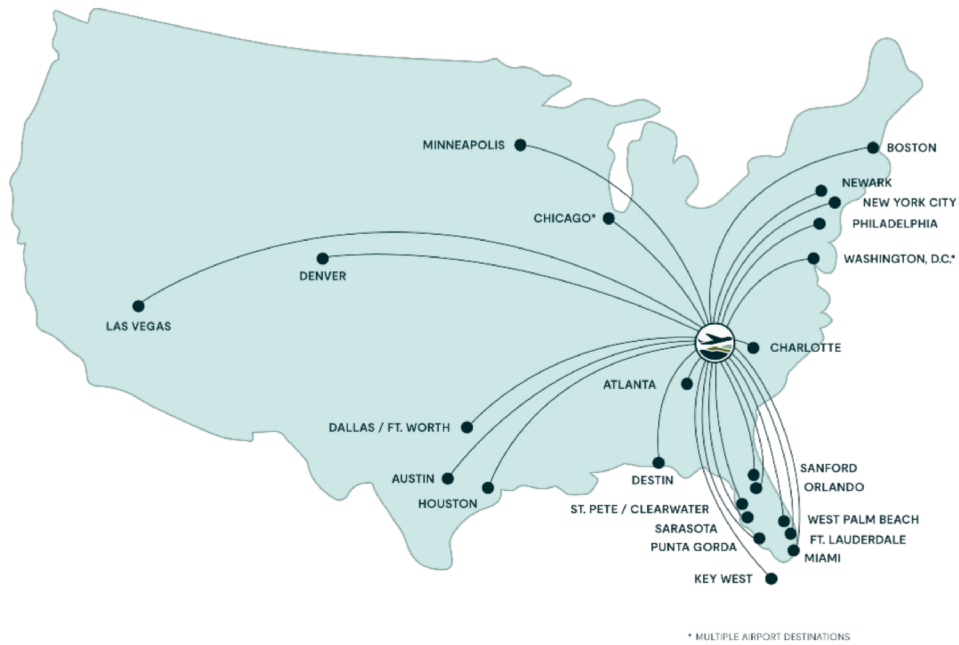 MINNEAPOLIS
BOSTON
NEWARK
NEW YORK CITY
CHICAGO*
PHILADELPHIA
WASHINGTON, D.C.*
DENVER
LAS VEGAS
CHARLOTTE
ATLANTA
DALLAS / FT. WORTH
AUSTIN
HOUSTON
DESTIN
SANFORD
ORLANDO
ST. PETE / CLEARWATER
SARASOTA
PUNTA GORDA
WEST PALM BEACH
FT. LAUDERDALE
MIAMI
KEY WEST
* MULTIPLE AIRPORT DESTINATIONS